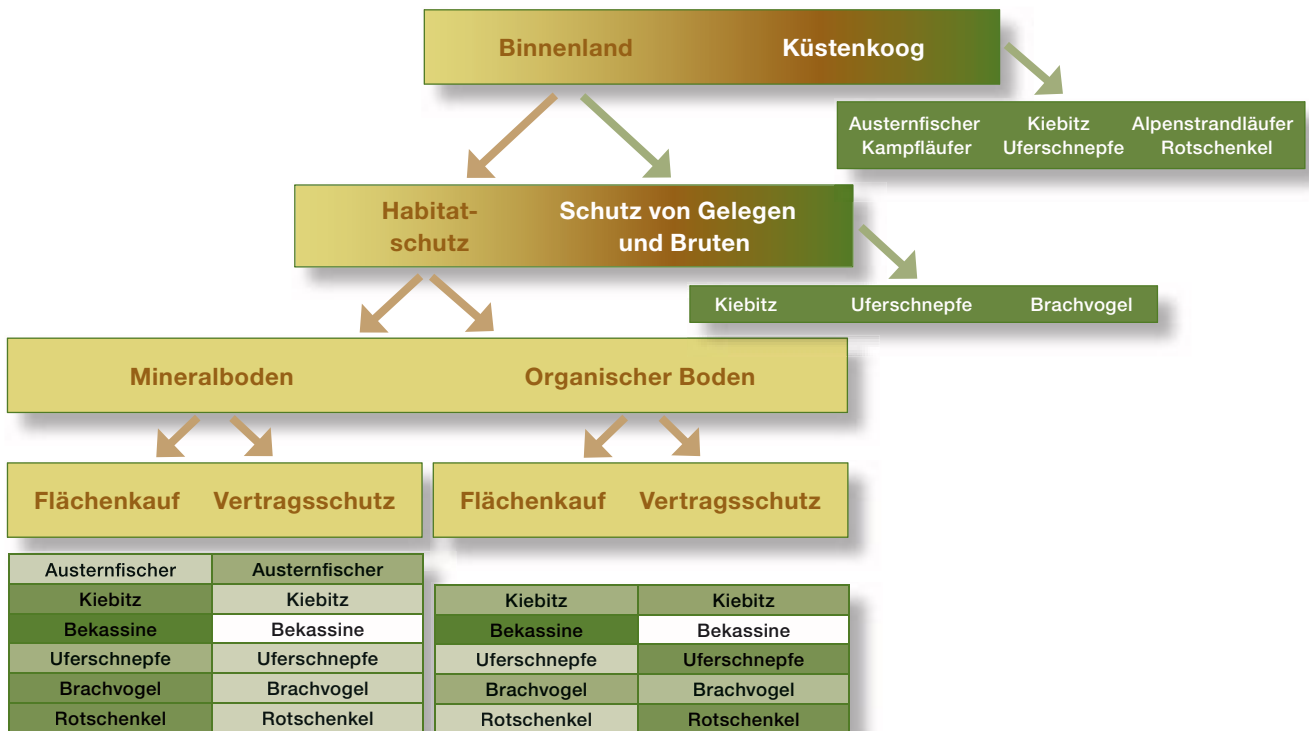 Binnenland Küstenkoog
Austernfischer Kiebitz Alpenstrandläufer
Kampfläufer Uferschnepfe Rotschenkel
Habitat- Schutz von Gelegen
schutz und Bruten
Kiebitz Uferschnepfe Brachvogel
Mineralboden Organischer Boden
Flächenkauf Vertragsschutz Flächenkauf Vertragsschutz
Austernfischer Austernfischer
Kiebitz Kiebitz Kiebitz Kiebitz
Bekassine Bekassine Bekassine Bekassine
Uferschnepfe Uferschnepfe Uferschnepfe Uferschnepfe
Brachvogel Brachvogel Brachvogel Brachvogel
Rotschenkel Rotschenkel Rotschenkel Rotschenkel